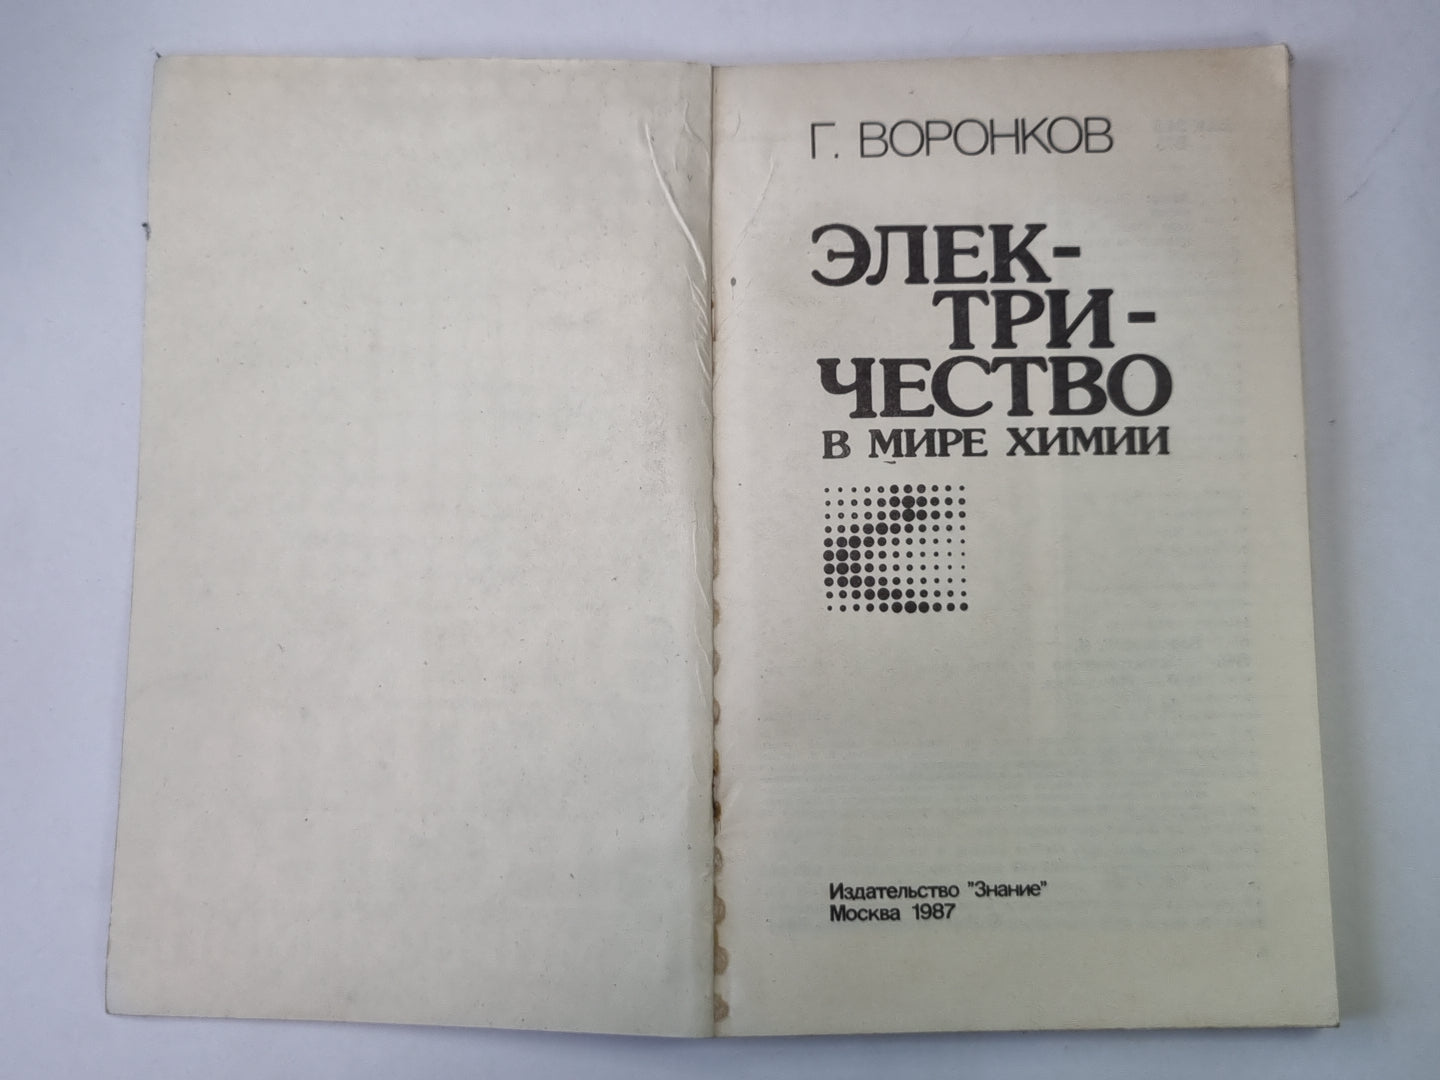 Г. ВОРОНКОВ
ЭЛЕК-
ТРИ-
ЧЕСТВО
В МИРЕ ХИМИИ
Издательство "Знание"
Москва 1987